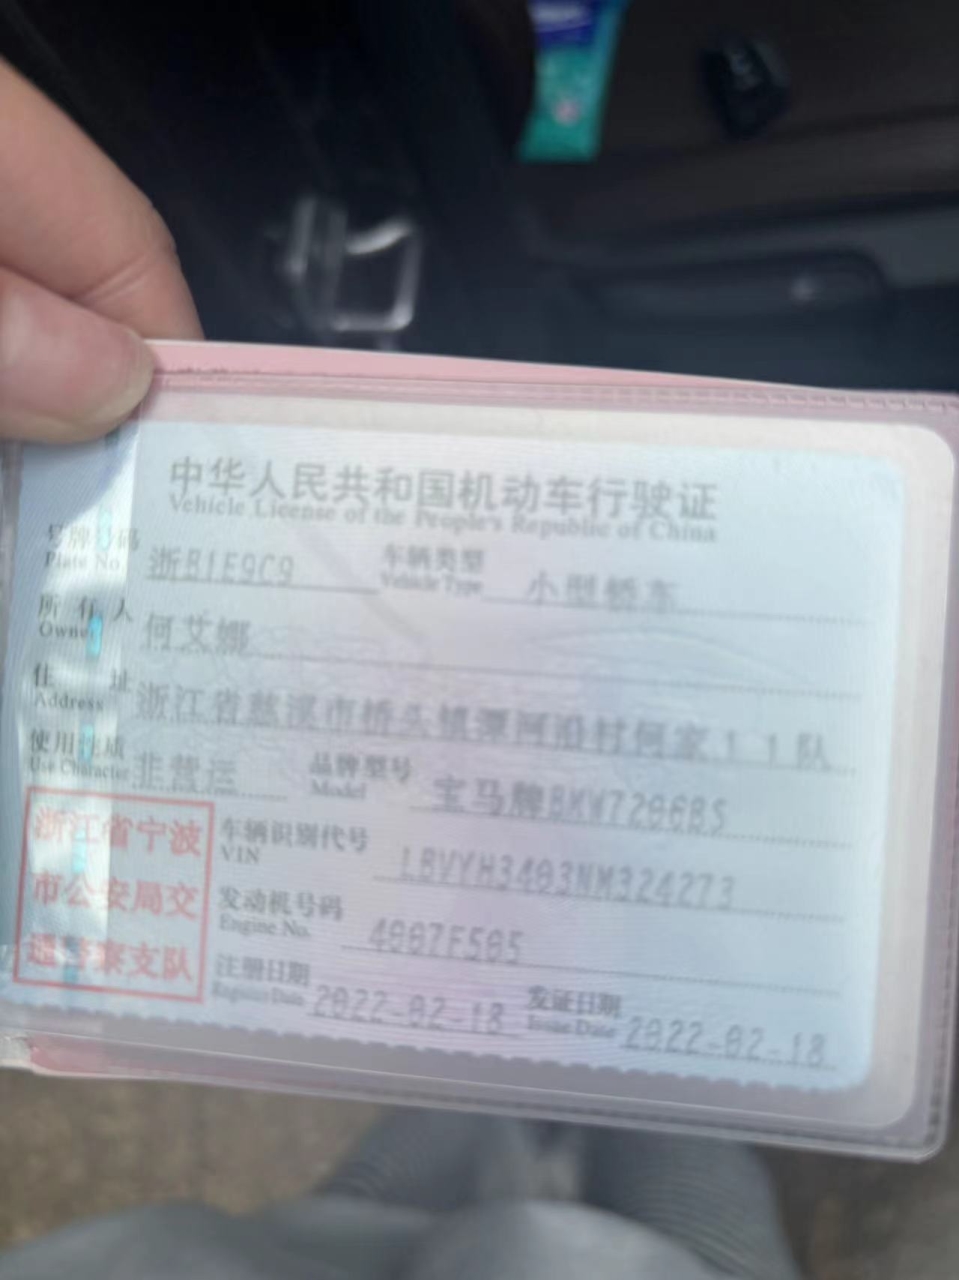 中华人民共和国机动车行驶证
Vehicle License of the People's Republic of China
号牌号码 浙B1E9C9 车辆类型 小型轿车
Plate No. Vehicle Type
所有人 何艾娜
Owner
住址 浙江省慈溪市桥头镇潭河沿村何家11队
Address
使用性质 非营运 品牌型号 宝马牌
Use Character Model
浙江省宁波 车辆识别代号 LBVYH3403NM324273
市公安局交 VIN
通警察支队 发动机号码 4007F505
Engine No.
注册日期 2022-02-18 发证日期 2022-02-18
Register Date Issue Date